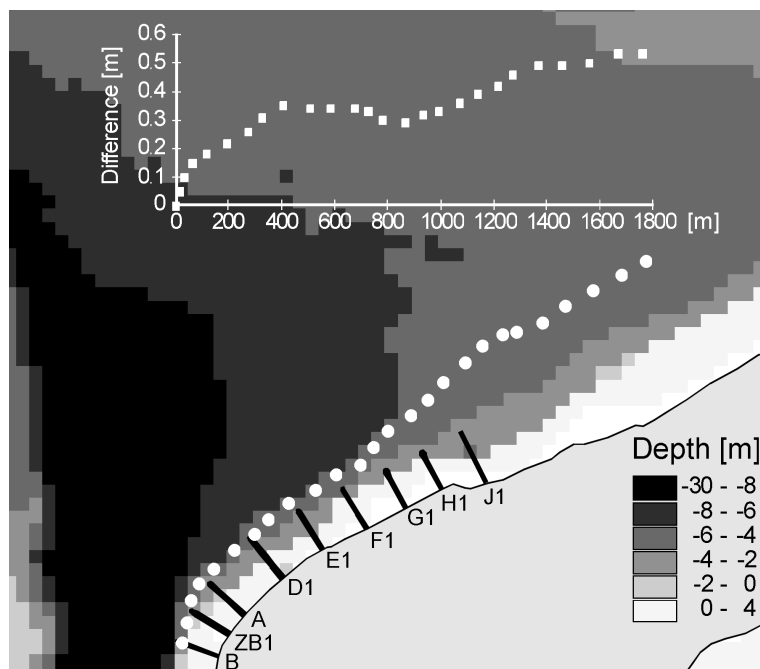 0.6
0.5
0.4
0.3
0.2
0.1
0
Difference [m]
0 200 400 600 800 1000 1200 1400 1600 1800 [m]
J1
H1
G1
F1
E1
D1
A
ZB1
B
Depth [m]
-30 - -8
-8 - -6
-6 - -4
-4 - -2
-2 - 0
0 - 4